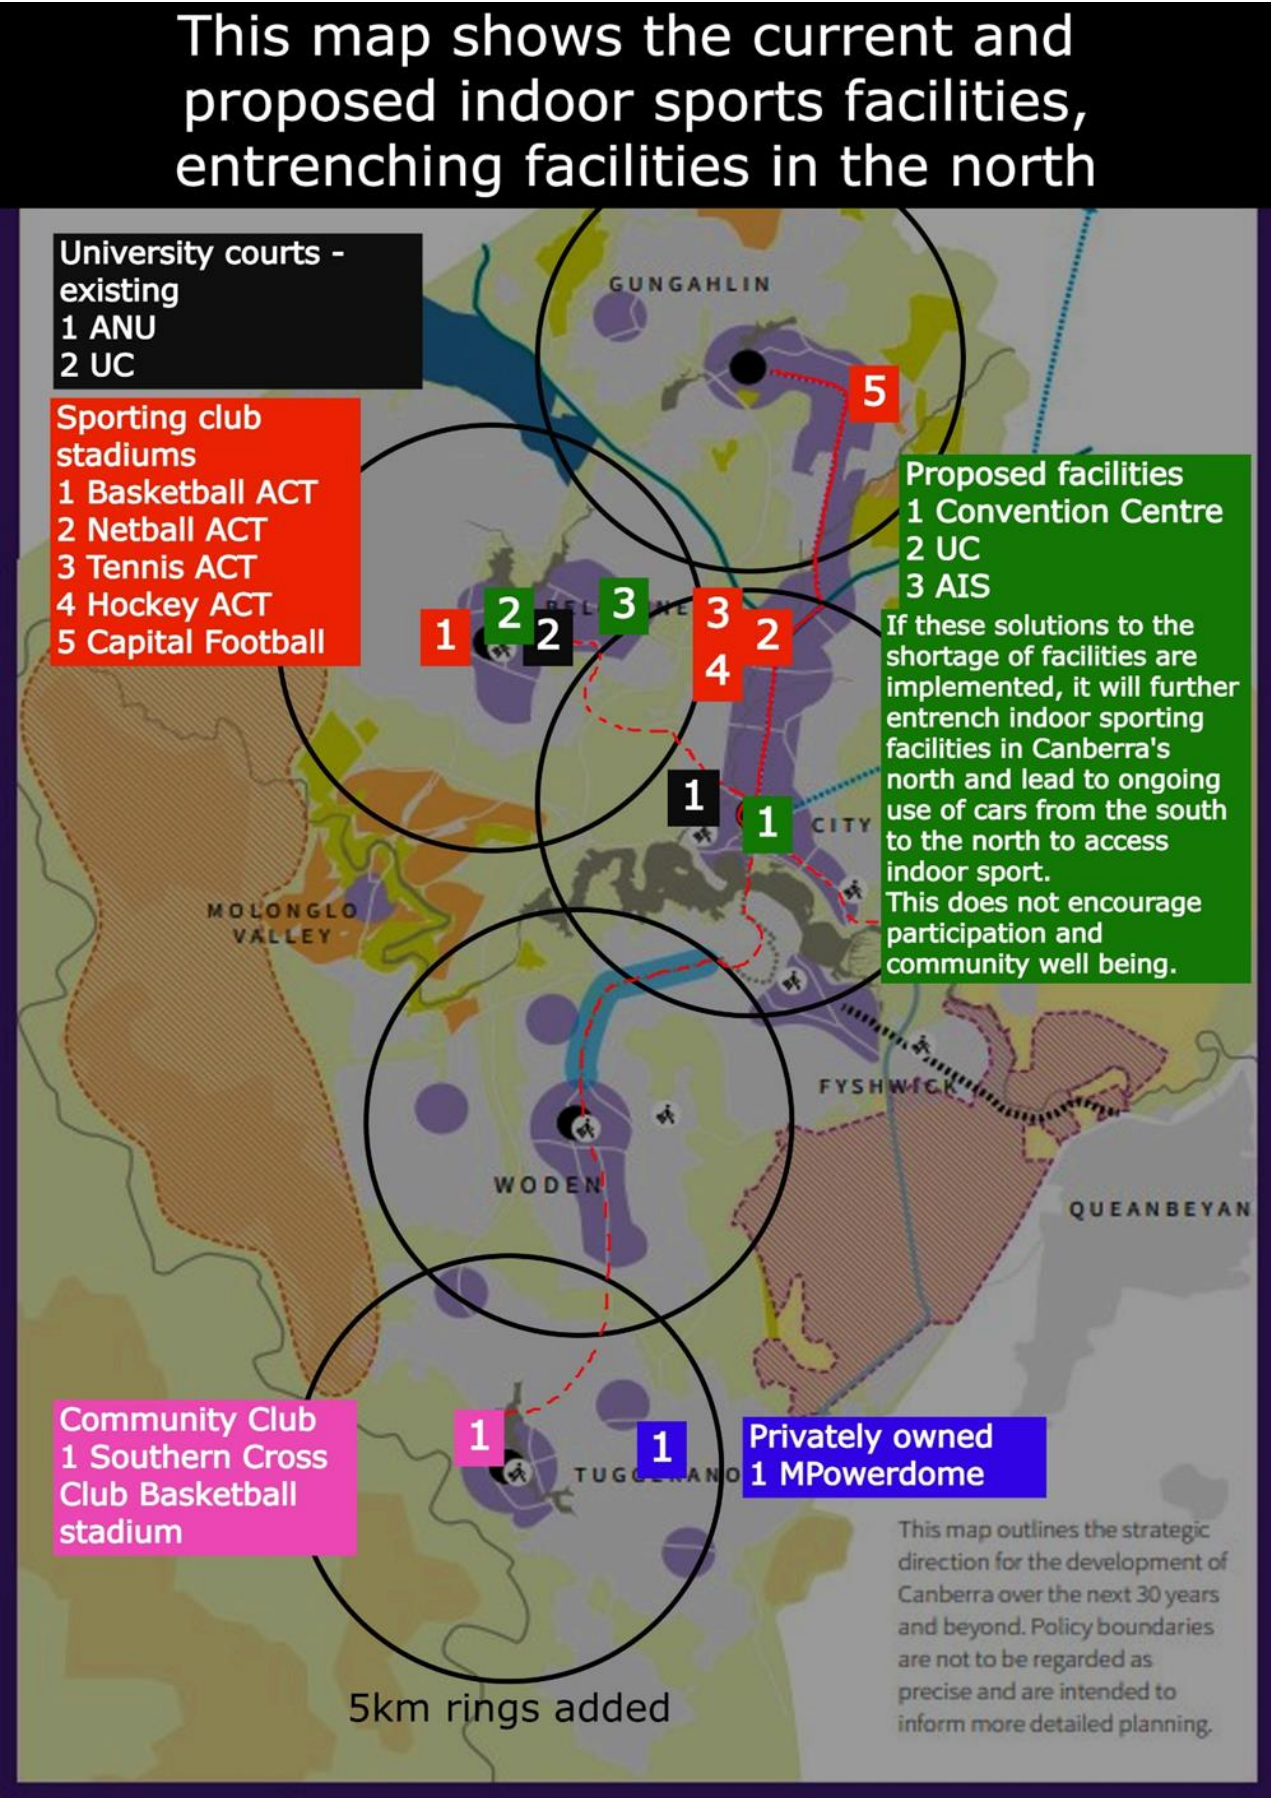 This map shows the current and
proposed indoor sports facilities,
entrenching facilities in the north
University courts -
existing
1 ANU
2 UC
GUNGAHLIN
5
Sporting club
stadiums
1 Basketball ACT
2 Netball ACT
3 Tennis ACT
4 Hockey ACT
5 Capital Football
Proposed facilities
1 Convention Centre
2 UC
3 AIS
If these solutions to the
shortage of facilities are
implemented, it will further
entrench indoor sporting
facilities in Canberra's
north and lead to ongoing
use of cars from the south
to the north to access
indoor sport.
This does not encourage
participation and
community well being.
1
2
2
3
3
2
4
1
1
CITY
MOLONGLO
VALLEY
FYSHWICK
WODEN
QUEANBEYAN
Community Club
1 Southern Cross
Club Basketball
stadium
1
1
Privately owned
1 MPowerdome
This map outlines the strategic
direction for the development of
Canberra over the next 30 years
and beyond. Policy boundaries
are not to be regarded as
precise and are intended to
inform more detailed planning.
5km rings added